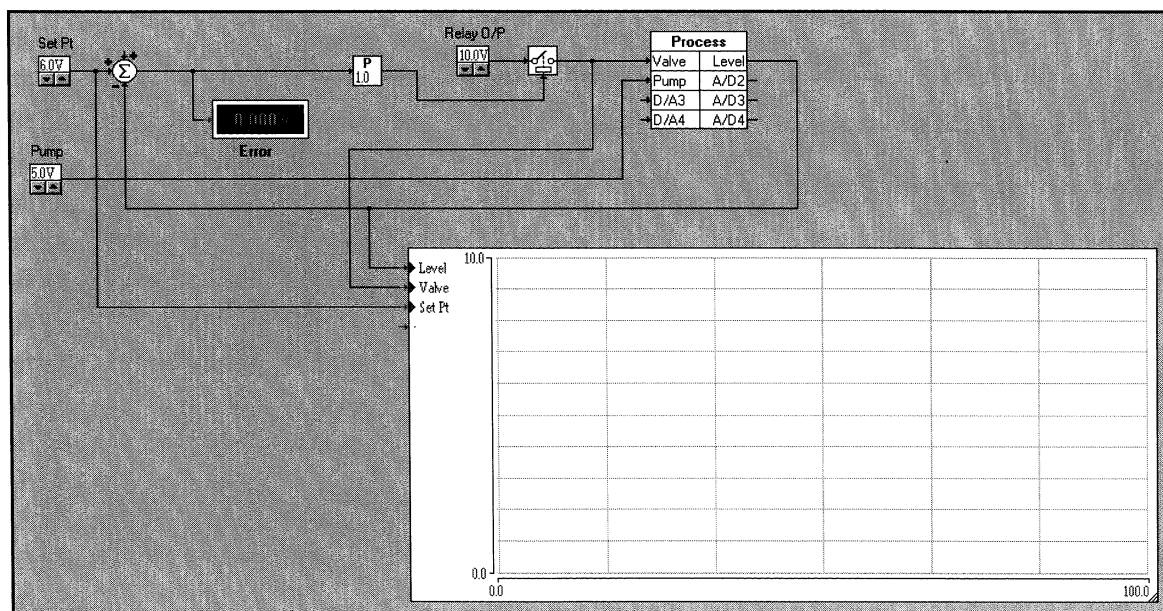 Set Pt
6.0V
Σ
P
1.0
Relay O/P
10.0V
Process
Valve Level
Pump A/D2
D/A3 A/D3
D/A4 A/D4
Error
Pump
5.0V
Level
Valve
Set Pt
10.0
0.0
0.0
100.0